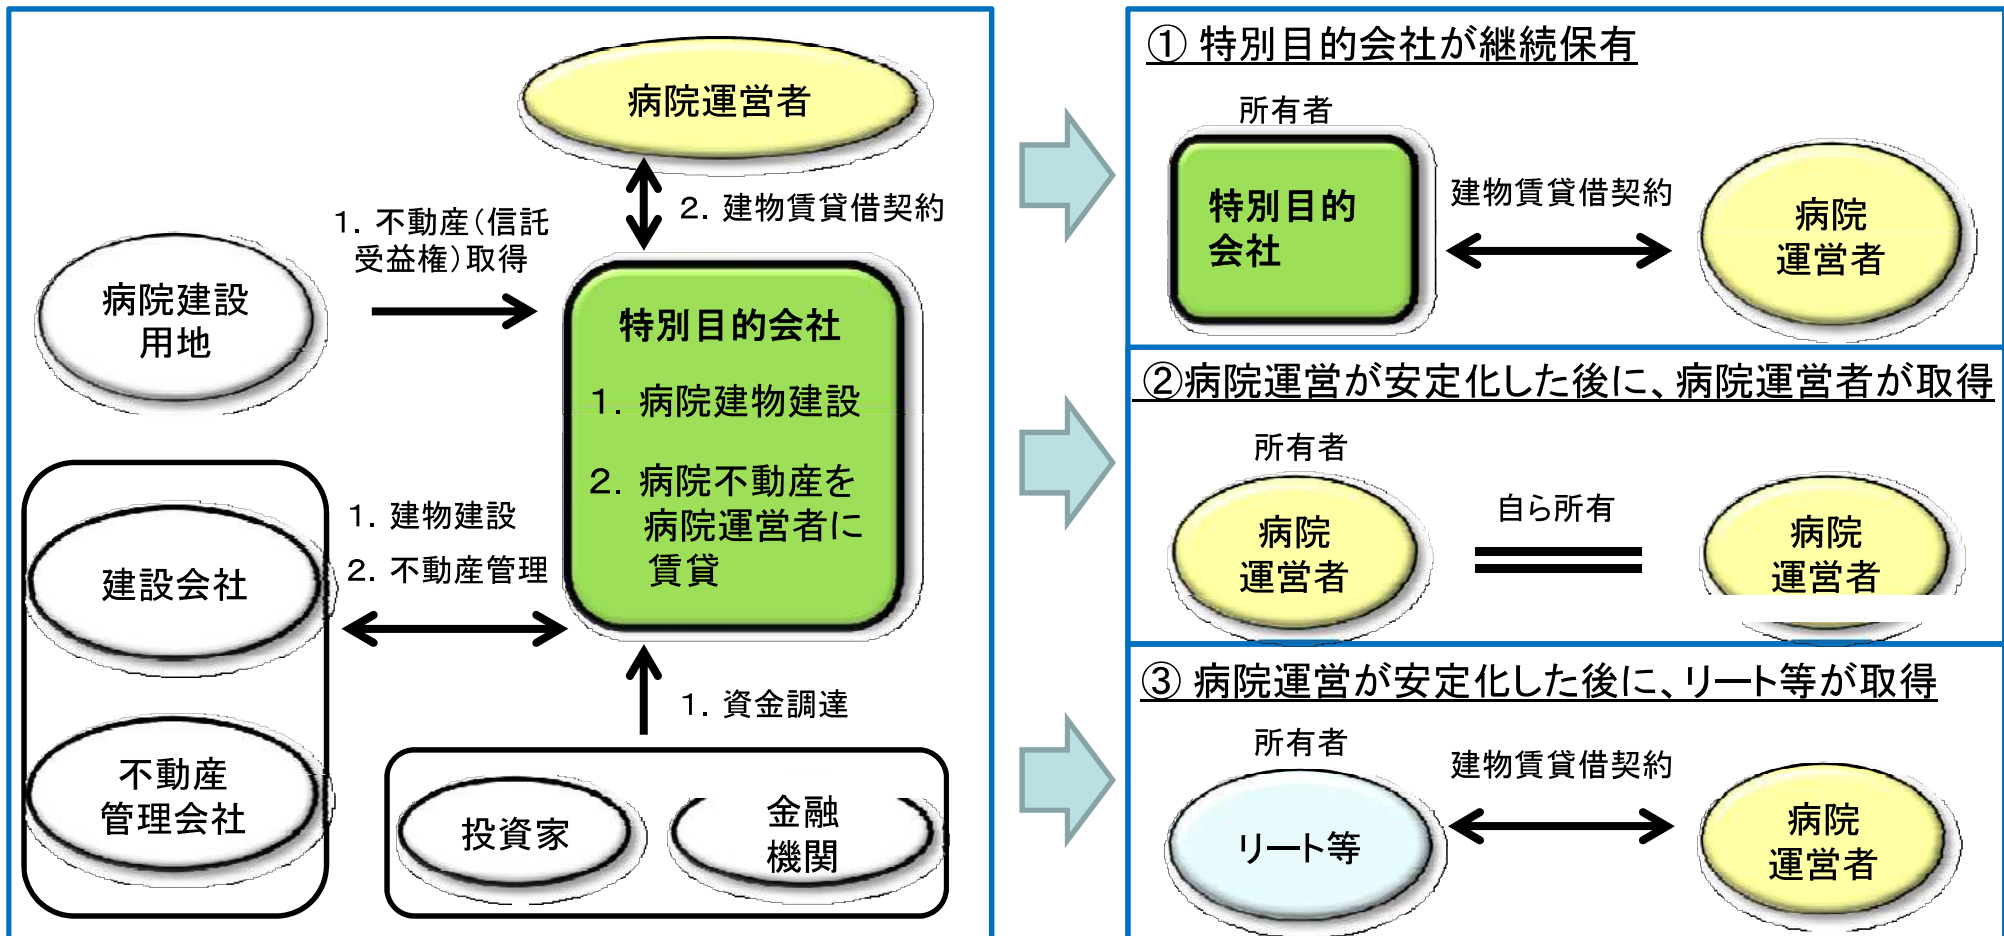 病院運営者
2. 建物賃貸借契約
1. 不動産(信託
受益権)取得
病院建設
用地
特別目的会社
1. 病院建物建設
2. 病院不動産を
病院運営者に
賃貸
1. 建物建設
2. 不動産管理
建設会社
不動産
管理会社
1. 資金調達
投資家
金融
機関
① 特別目的会社が継続保有
所有者
特別目的
会社
建物賃貸借契約
病院
運営者
②病院運営が安定化した後に、病院運営者が取得
所有者
病院
運営者
自ら所有
病院
運営者
③ 病院運営が安定化した後に、リート等が取得
所有者
リート等
建物賃貸借契約
病院
運営者